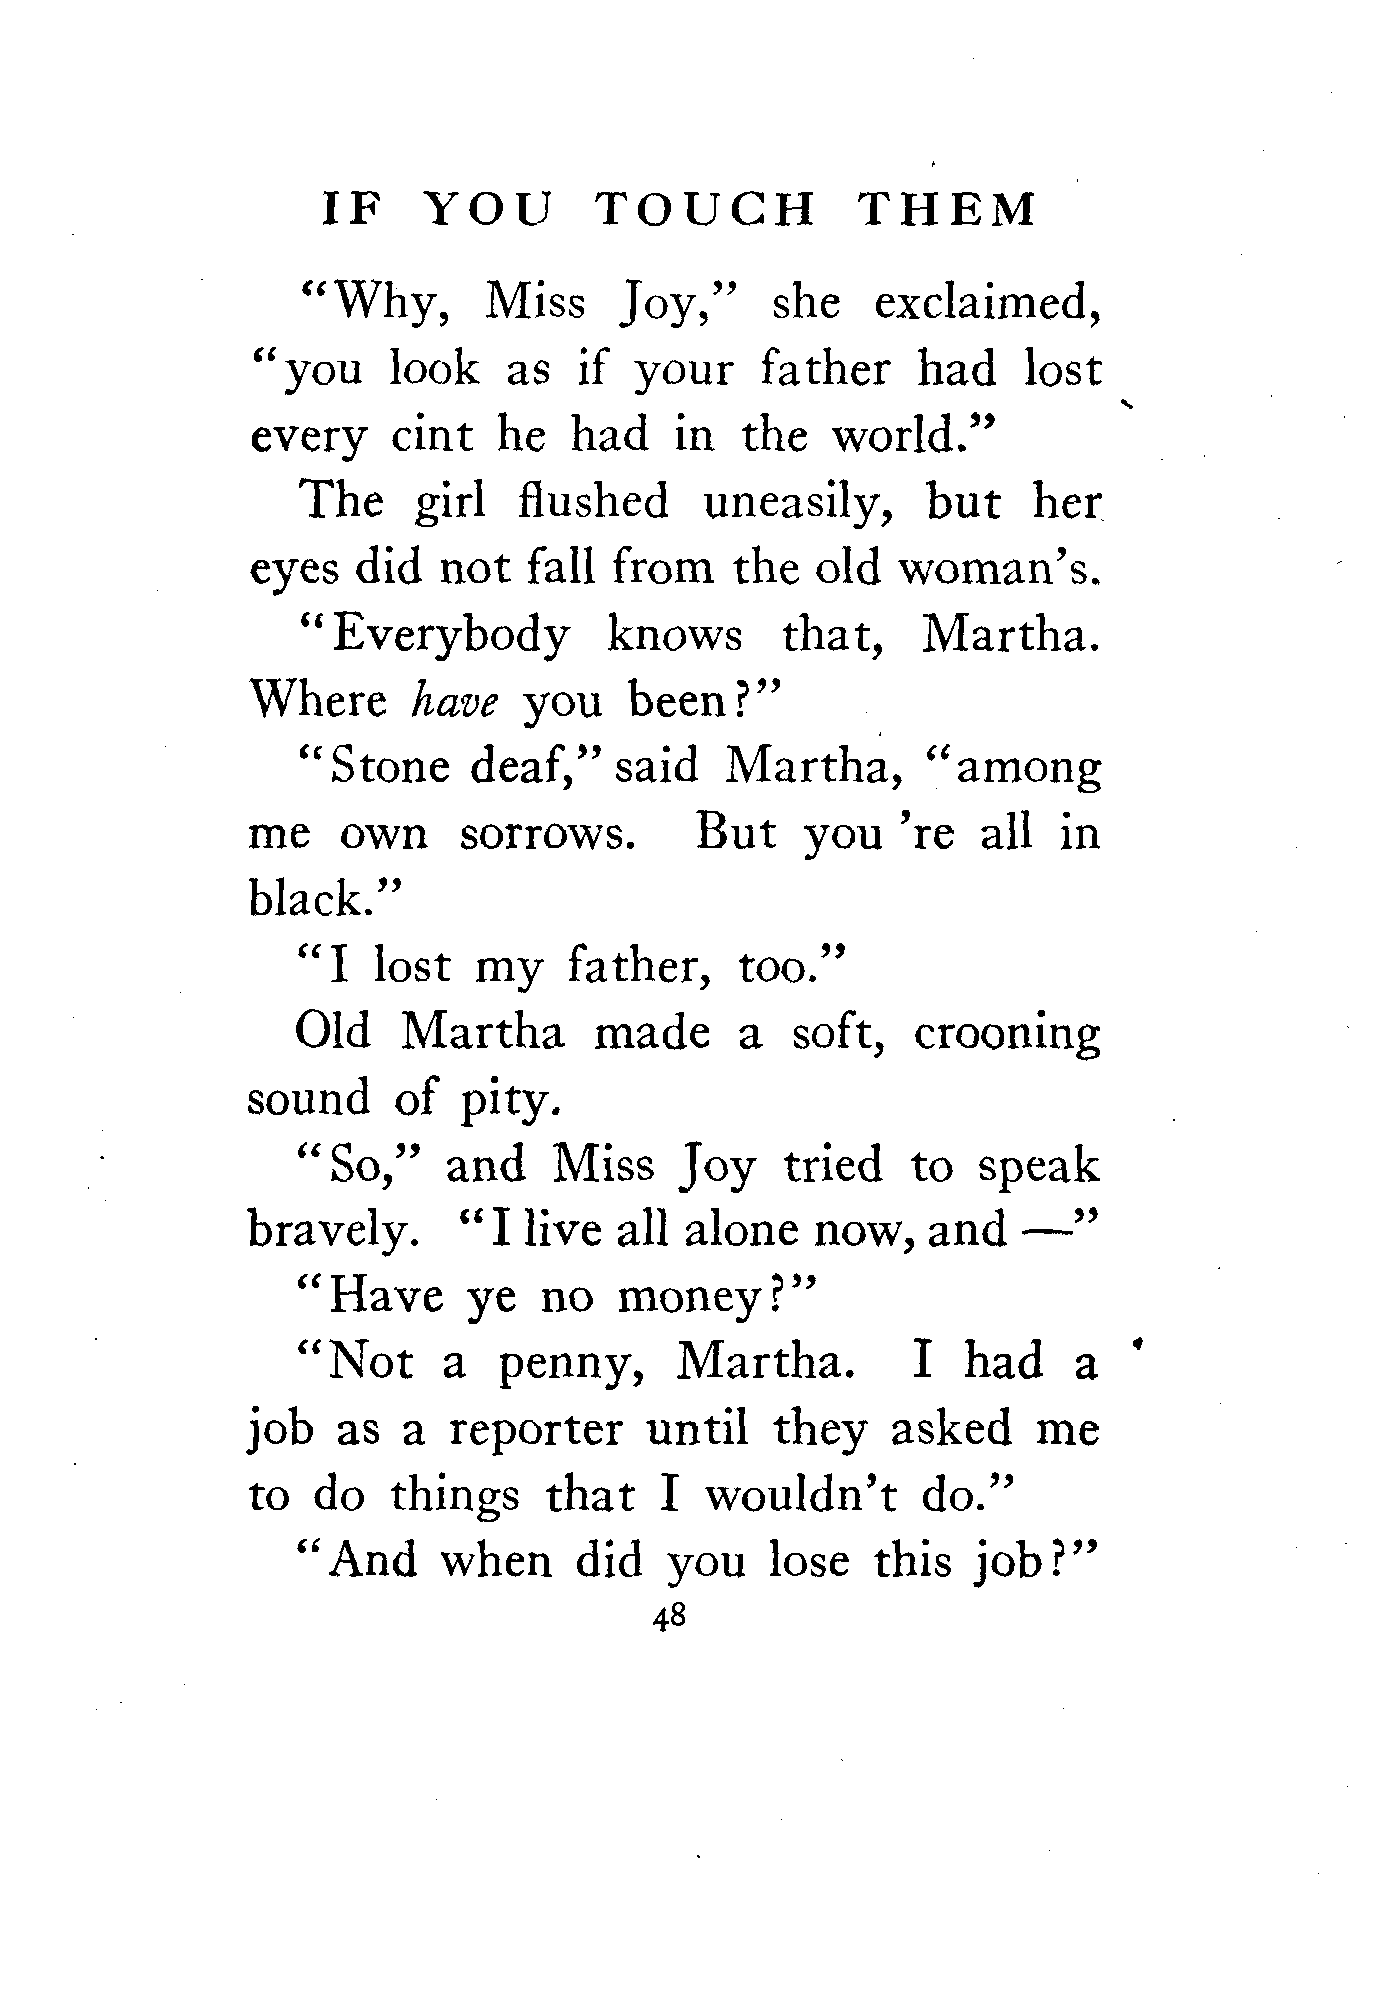 IF YOU TOUCH THEM
“Why, Miss Joy,” she exclaimed,
“you look as if your father had lost
every cint he had in the world.”
The girl flushed uneasily, but her
eyes did not fall from the old woman’s.
“Everybody knows that, Martha.
Where have you been?”
“Stone deaf,” said Martha, “among
me own sorrows. But you ’re all in
black.”
“I lost my father, too.”
Old Martha made a soft, crooning
sound of pity.
“So,” and Miss Joy tried to speak
bravely. “I live all alone now, and —”
“Have ye no money?”
“Not a penny, Martha. I had a
job as a reporter until they asked me
to do things that I wouldn’t do.”
“And when did you lose this job?”
48